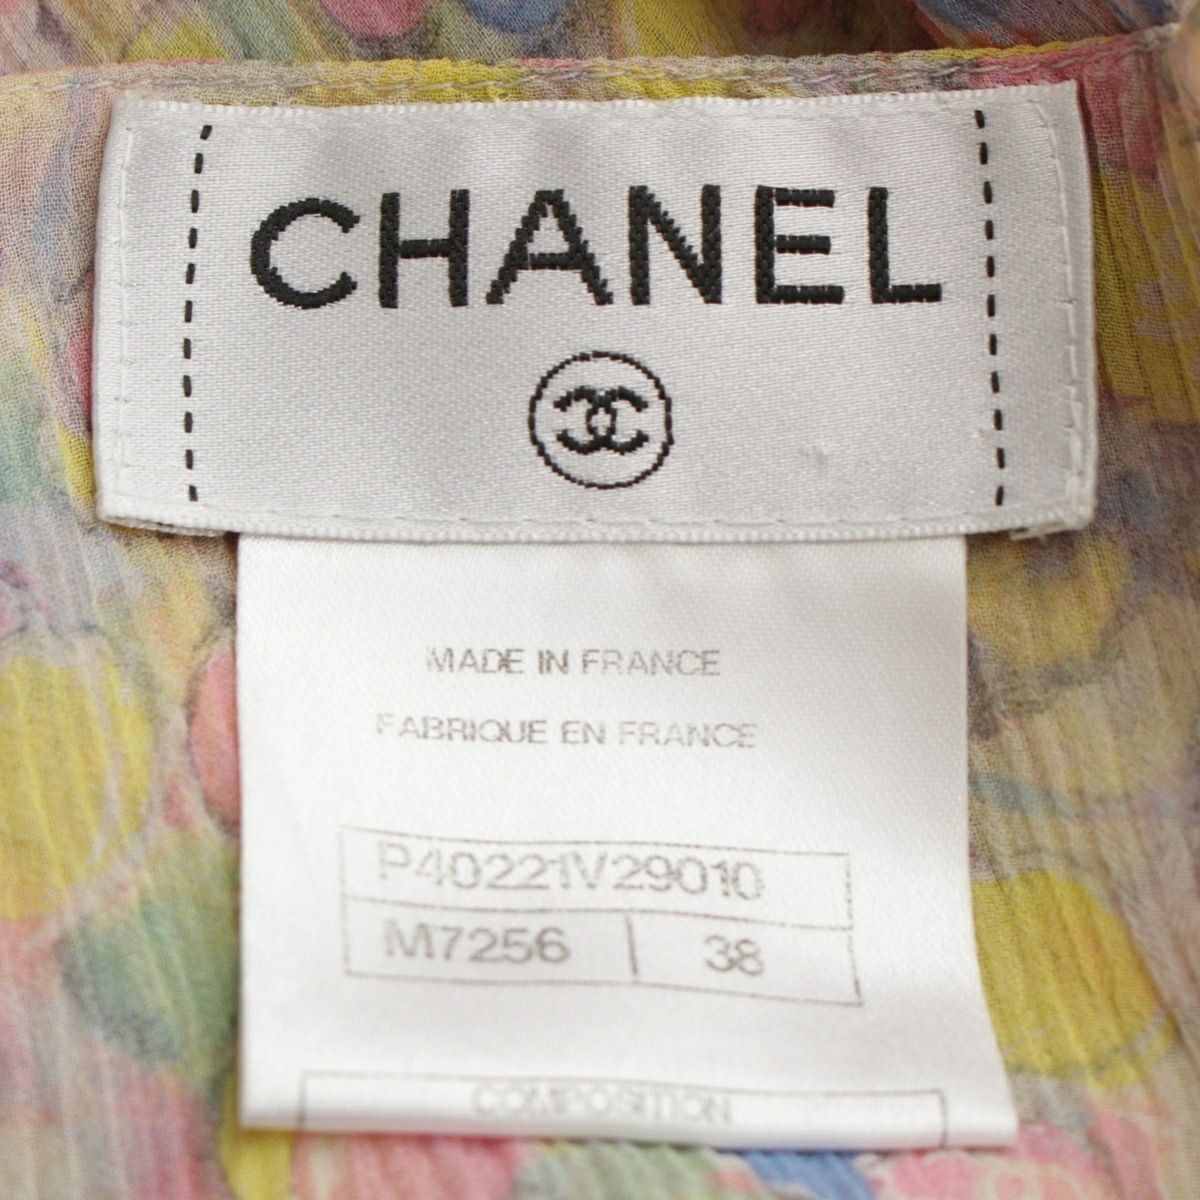 CHANEL
MADE IN FRANCE
FABRIQUE EN FRANCE
P40221V29010
M7256 | 38
COMPOSITION